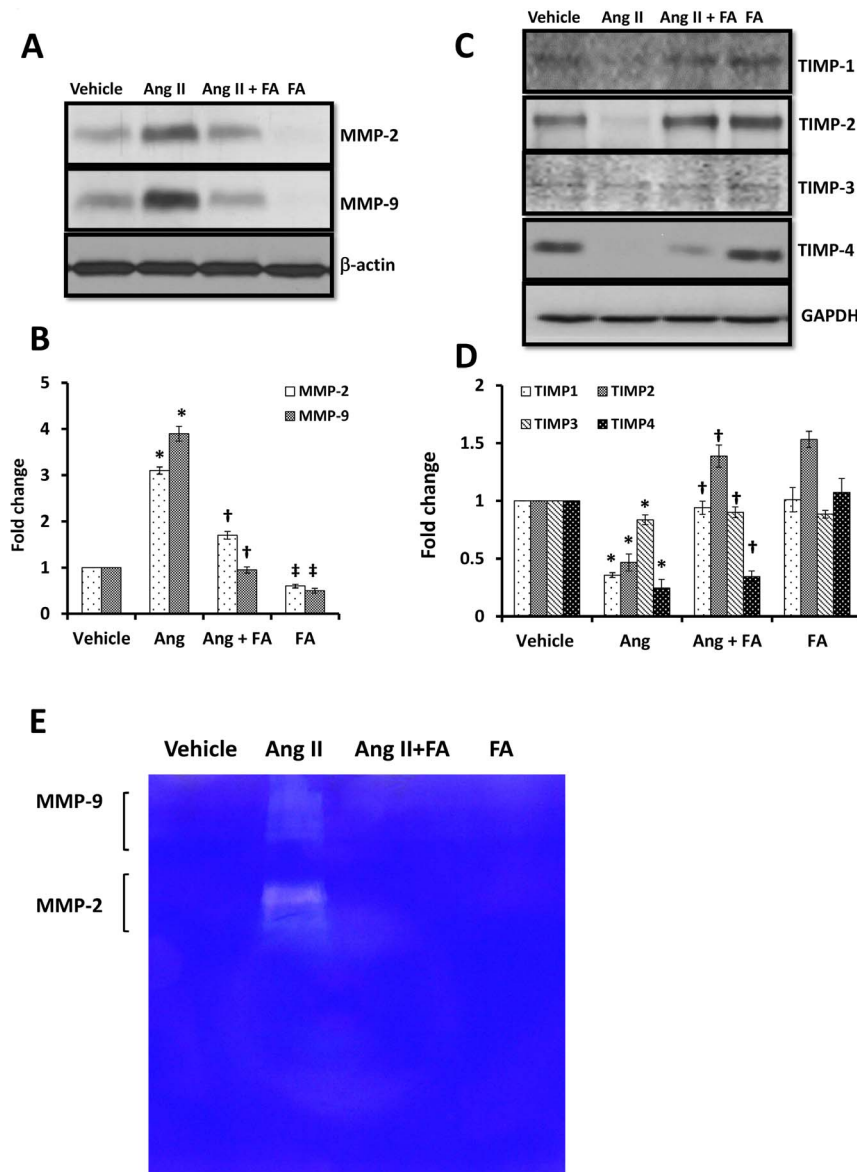 A
Vehicle Ang II Ang II + FA FA
MMP-2
MMP-9
β-actin
B
5
4
3
2
1
0
Fold change
MMP-2
MMP-9
*
*
†
†
‡ ‡
Vehicle Ang Ang + FA FA
C
Vehicle Ang II Ang II + FA FA
TIMP-1
TIMP-2
TIMP-3
TIMP-4
GAPDH
D
2
1.5
1
0.5
0
Fold change
TIMP1 TIMP2
TIMP3 TIMP4
* * * *
† † † †
Vehicle Ang Ang + FA FA
E
Vehicle Ang II Ang II+FA FA
MMP-9
MMP-2